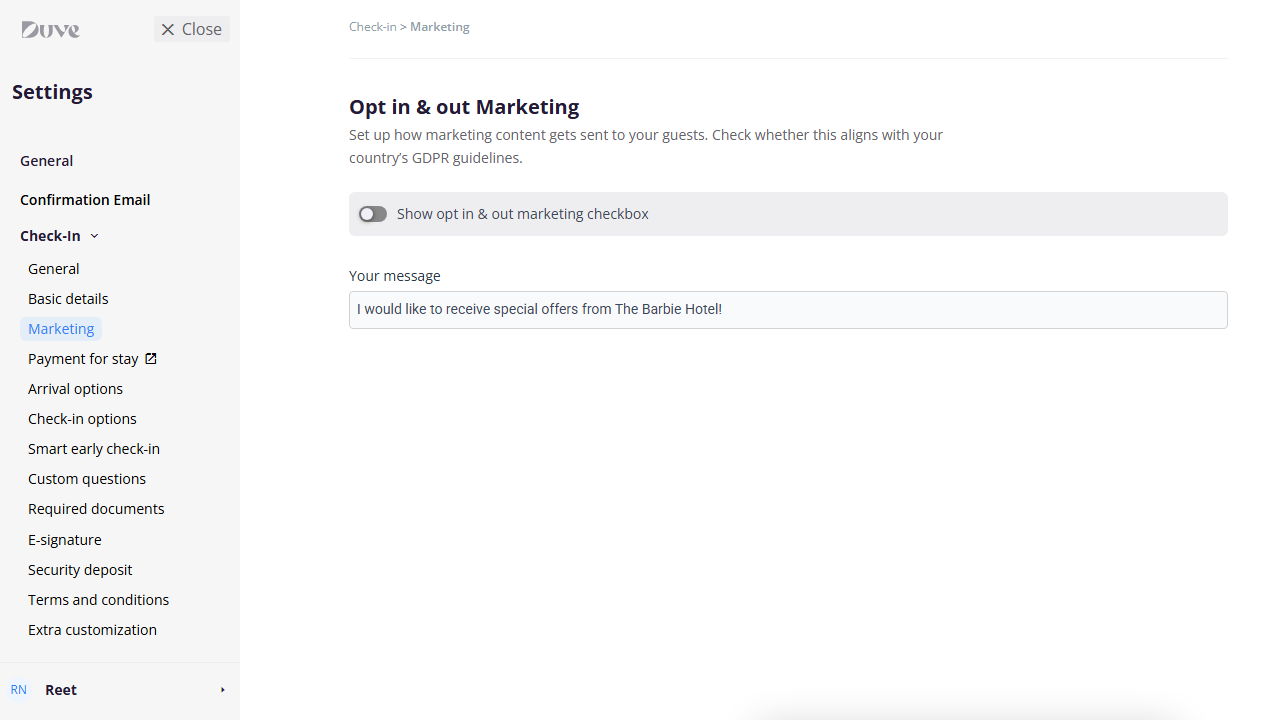 Duve
Close
Settings
General
Confirmation Email
Check-In
General
Basic details
Marketing
Payment for stay
Arrival options
Check-in options
Smart early check-in
Custom questions
Required documents
E-signature
Security deposit
Terms and conditions
Extra customization
RN Reet
Check-in > Marketing
Opt in & out Marketing
Set up how marketing content gets sent to your guests. Check whether this aligns with your
country’s GDPR guidelines.
Show opt in & out marketing checkbox
Your message
I would like to receive special offers from The Barbie Hotel!